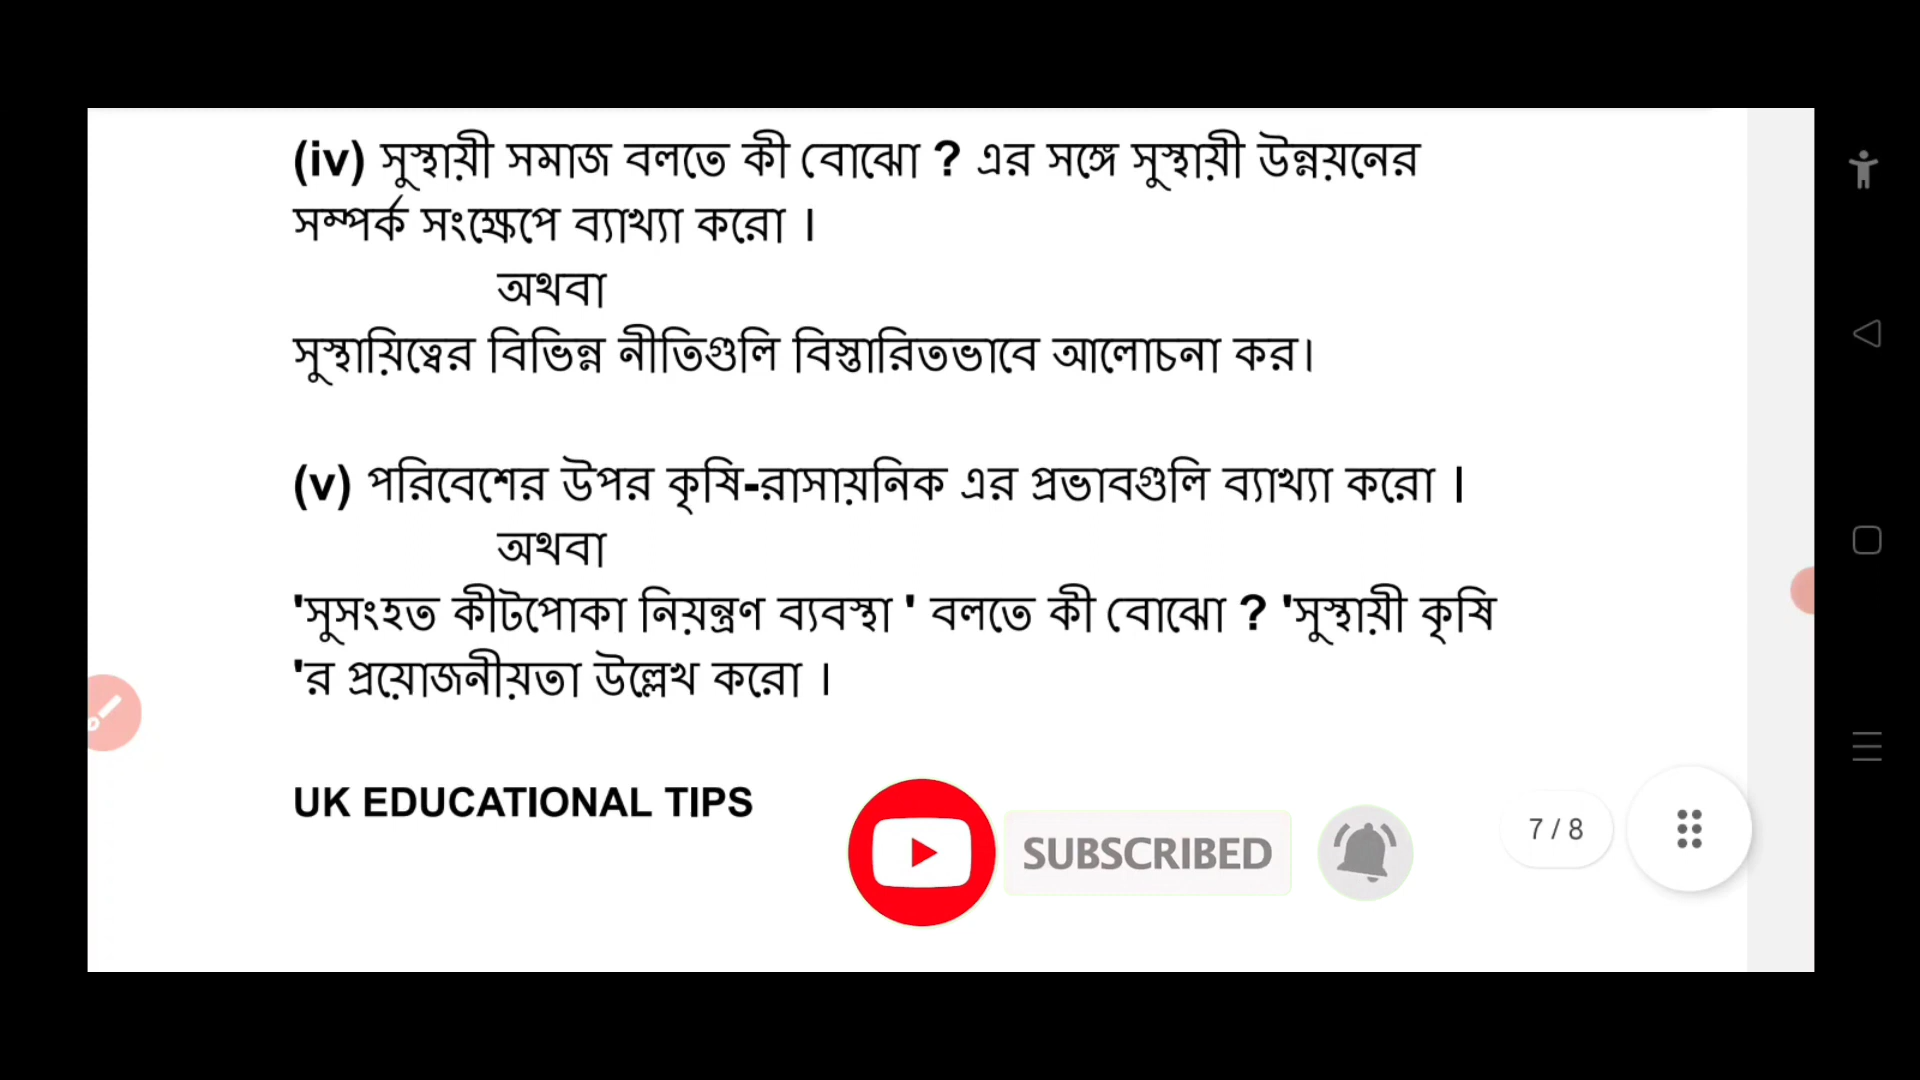 (iv) সুস্থায়ী সমাজ বলতে কী বোঝো ? এর সঙ্গে সুস্থায়ী উন্নয়নের
সম্পর্ক সংক্ষেপে ব্যাখ্যা করো ।
অথবা
সুস্থায়িত্বের বিভিন্ন নীতিগুলি বিস্তারিতভাবে আলোচনা কর।
(v) পরিবেশের উপর কৃষি-রাসায়নিক এর প্রভাবগুলি ব্যাখ্যা করো ।
অথবা
'সুসংহত কীটপোকা নিয়ন্ত্রণ ব্যবস্থা ' বলতে কী বোঝো ? 'সুস্থায়ী কৃষি
'র প্রয়োজনীয়তা উল্লেখ করো ।
UK EDUCATIONAL TIPS
SUBSCRIBED
7 / 8